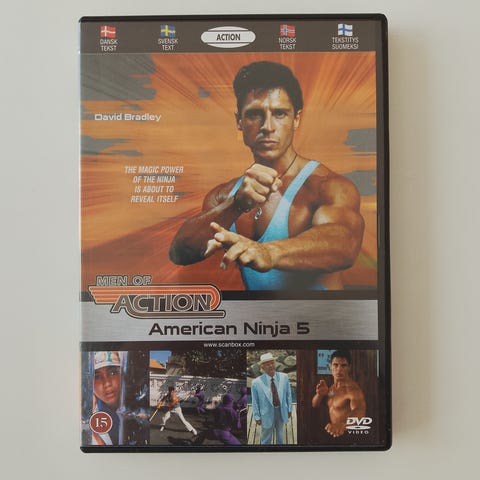 DANSK
TEKST
SVENSK
TEXT
ACTION
NORSK
TEKST
TEKSTITYS
SUOMEKSI
David Bradley
THE MAGIC POWER
OF THE NINJA
IS ABOUT TO
REVEAL ITSELF
MEN OF
ACTION
American Ninja 5
www.scanbox.com
15
DVD
VIDEO